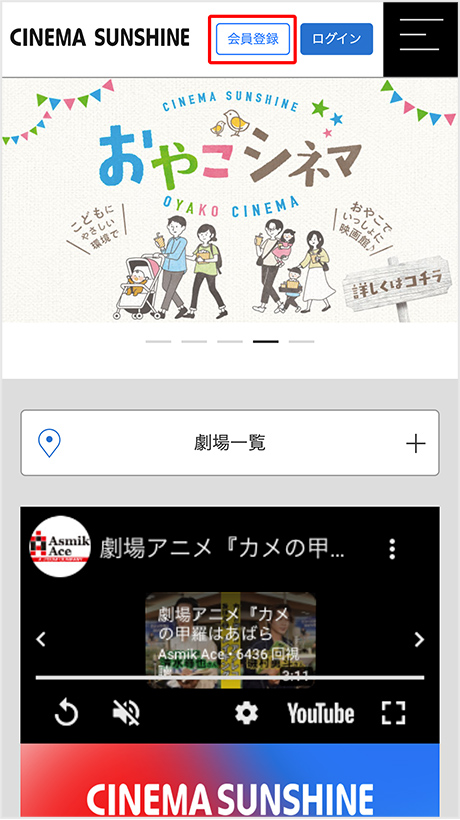 CINEMA SUNSHINE
会員登録
ログイン
CINEMA SUNSHINE
おやこシネマ
OYAKO CINEMA
こどもに
やさしい
環境で
おやこで
いっしょに
映画館♪
詳しくはコチラ
劇場一覧
Asmik
Ace
劇場アニメ『カメの甲...
劇場アニメ『カメ
の甲羅はあばら
Asmik Ace • 6436 回視
3:11
YouTube
CINEMA SUNSHINE